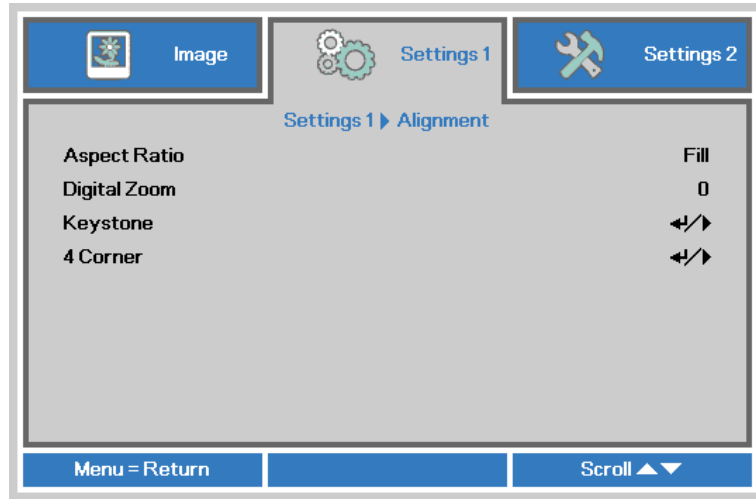 Image
Settings 1
Settings 2
Settings 1 ▶ Alignment
Aspect Ratio Fill
Digital Zoom 0
Keystone ↵/▶
4 Corner ↵/▶
Menu = Return
Scroll ▲▼